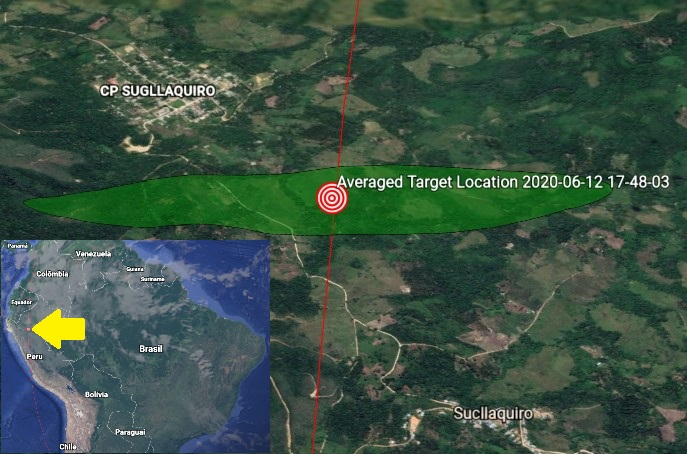 CP SUGLLAQUIRO
Averaged Target Location 2020-06-12 17-48-03
Sucllaquiro
Panamá
Venezuela
Colômbia
Guiana
Suriname
Equador
Brasil
Peru
Bolívia
Paraguai
Chile